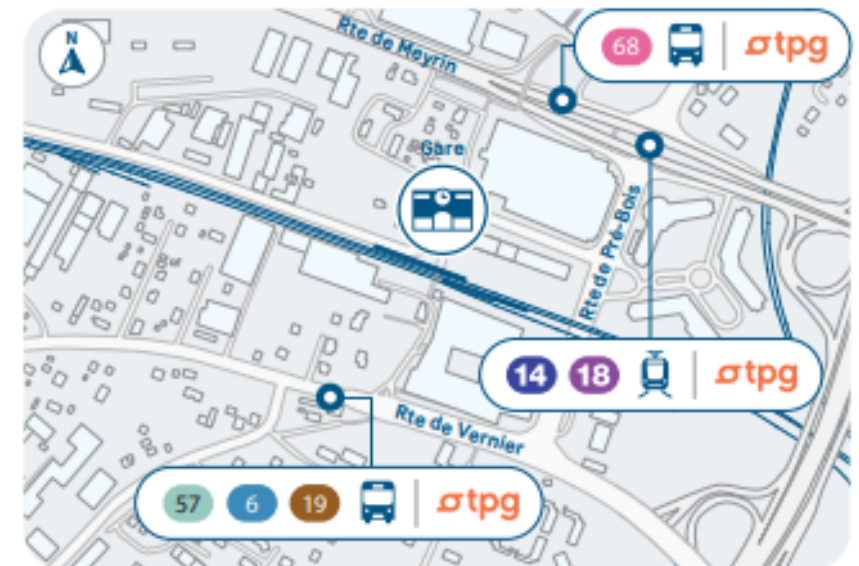 N
Rte de Meyrin
68 tpg
Gare
Rte de Pré-Bois
14 18 tpg
Rte de Vernier
57 6 19 tpg